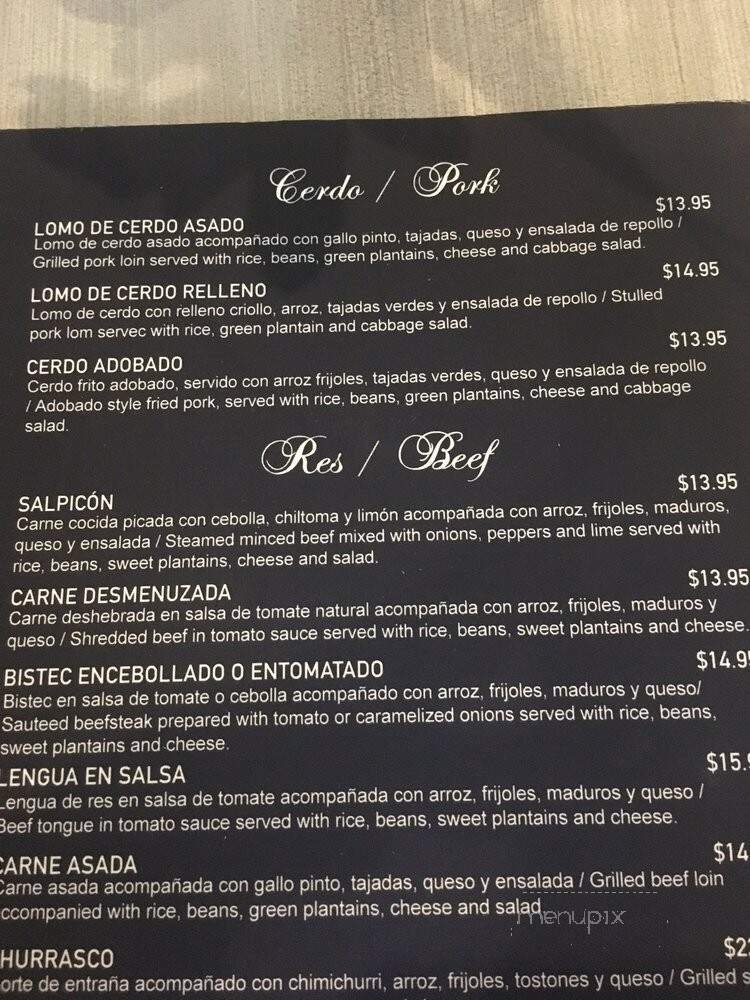 Cerdo / Pork
LOMO DE CERDO ASADO $13.95
Lomo de cerdo asado acompañado con gallo pinto, tajadas, queso y ensalada de repollo /
Grilled pork loin served with rice, beans, green plantains, cheese and cabbage salad.
LOMO DE CERDO RELLENO $14.95
Lomo de cerdo con relleno criollo, arroz, tajadas verdes y ensalada de repollo / Stulled
pork lom servec with rice, green plantain and cabbage salad.
CERDO ADOBADO $13.95
Cerdo frito adobado, servido con arroz frijoles, tajadas verdes, queso y ensalada de repollo
/ Adobado style fried pork, served with rice, beans, green plantains, cheese and cabbage
salad.
Res / Beef
SALPICÓN $13.95
Carne cocida picada con cebolla, chiltoma y limón acompañada con arroz, frijoles, maduros,
queso y ensalada / Steamed minced beef mixed with onions, peppers and lime served with
rice, beans, sweet plantains, cheese and salad.
CARNE DESMENUZADA $13.95
Carne deshebrada en salsa de tomate natural acompañada con arroz, frijoles, maduros y
queso / Shredded beef in tomato sauce served with rice, beans, sweet plantains and cheese.
BISTEC ENCEBOLLADO O ENTOMATADO $14.9
Bistec en salsa de tomate o cebolla acompañado con arroz, frijoles, maduros y queso/
Sauteed beefsteak prepared with tomato or caramelized onions served with rice, beans,
sweet plantains and cheese.
LENGUA EN SALSA $15.
Lengua de res en salsa de tomate acompañada con arroz, frijoles, maduros y queso /
Beef tongue in tomato sauce served with rice, beans, sweet plantains and cheese.
CARNE ASADA $14
Carne asada acompañada con gallo pinto, tajadas, queso y ensalada / Grilled beef loin
ccompanied with rice, beans, green plantains, cheese and salad
menupix
HURRASCO $2
orte de entraña acompañado con chimichurri, arroz, frijoles, tostones y queso / Grilled s